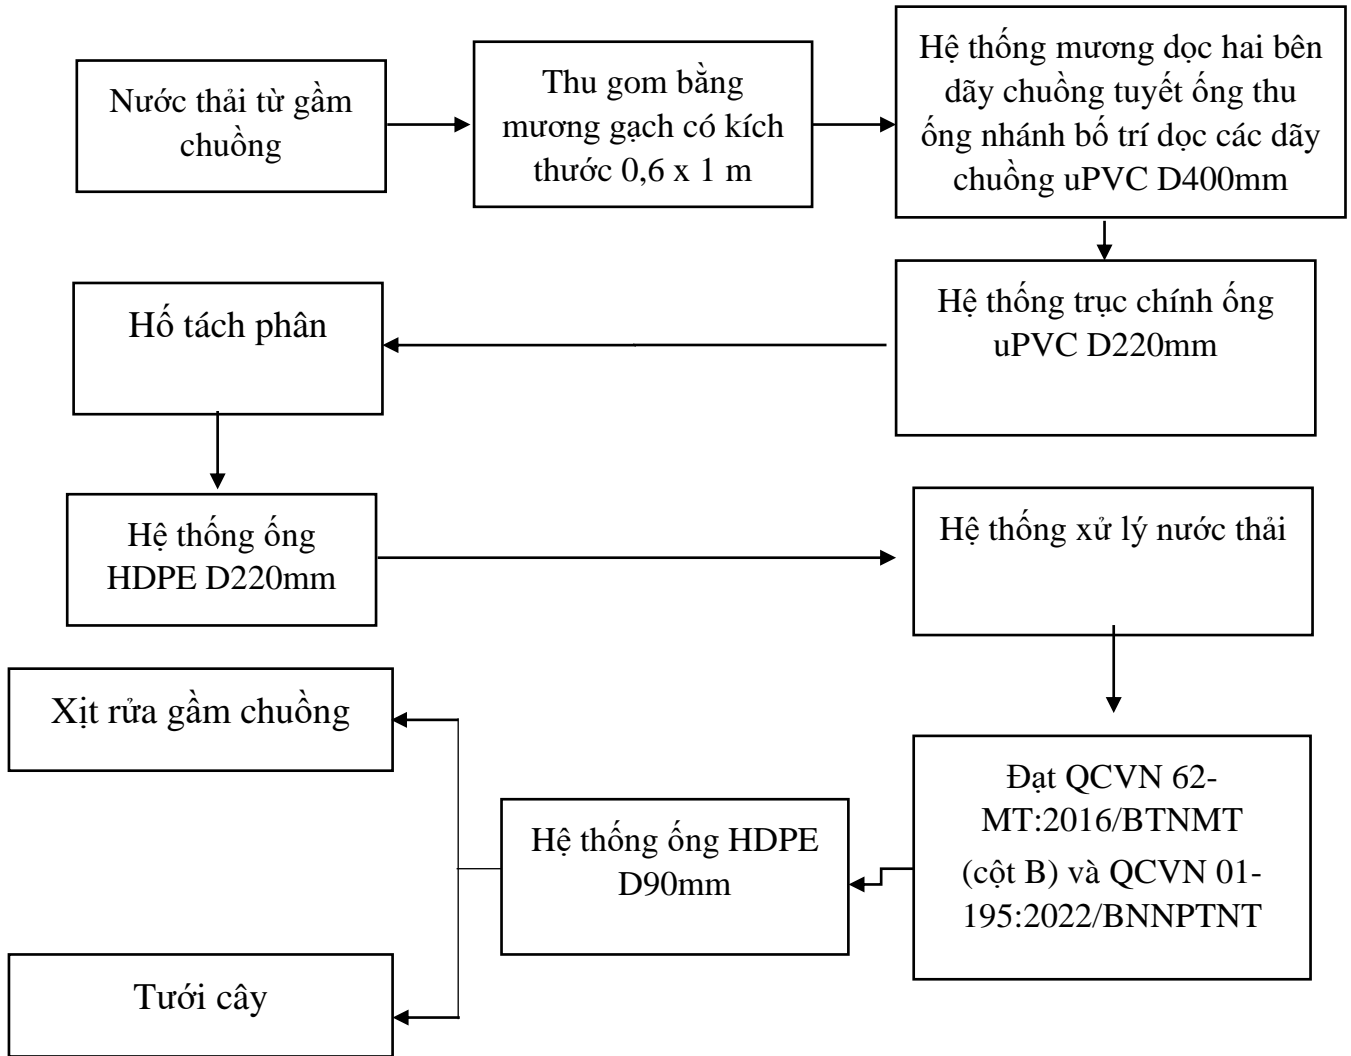 Nước thải từ gầm
chuồng
Thu gom bằng
mương gạch có kích
thước 0,6 x 1 m
Hệ thống mương dọc hai bên
dãy chuồng tuyết ống thu
ống nhánh bố trí dọc các dãy
chuồng uPVC D400mm
Hệ thống trục chính ống
uPVC D220mm
Hố tách phân
Hệ thống ống
HDPE D220mm
Hệ thống xử lý nước thải
Đạt QCVN 62-
MT:2016/BTNMT
(cột B) và QCVN 01-
195:2022/BNNPTNT
Hệ thống ống HDPE
D90mm
Xịt rửa gầm chuồng
Tưới cây